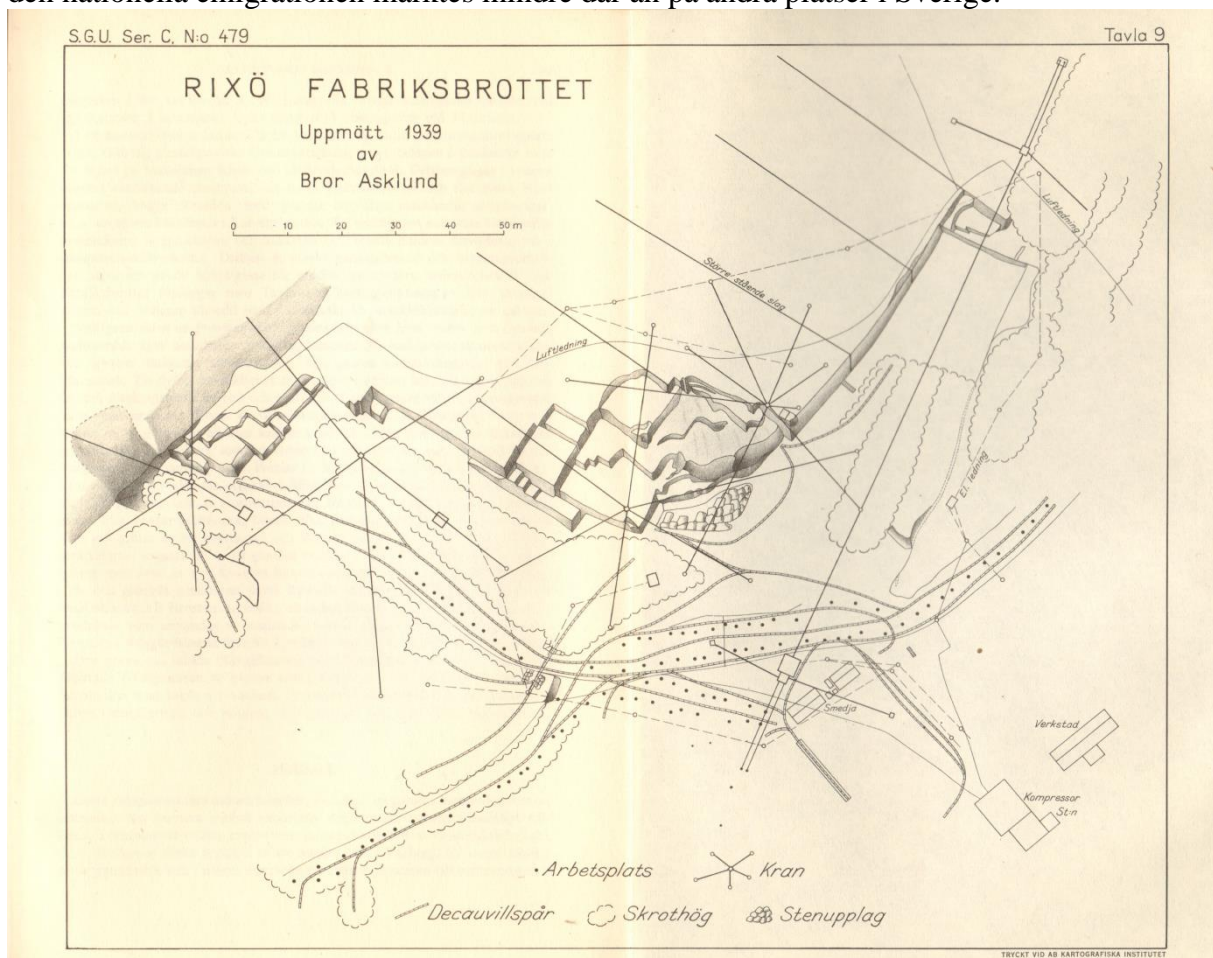 den nationella emigrationen märktes mindre där än på andra platser i Sverige.
S.G.U. Ser. C, N:o 479
Tavla 9
RIXÖ FABRIKSBROTTET
Uppmätt 1939
av
Bror Asklund
0 10 20 30 40 50 m
Luftledning
Större stående slag
Luftledning
El. ledning
Smedja
Verkstad
Kompressor
St:n
Arbetsplats
Kran
Decauvillspår
Skrothög
Stenupplag
TRYCKT VID AB KARTOGRAFISKA INSTITUTET